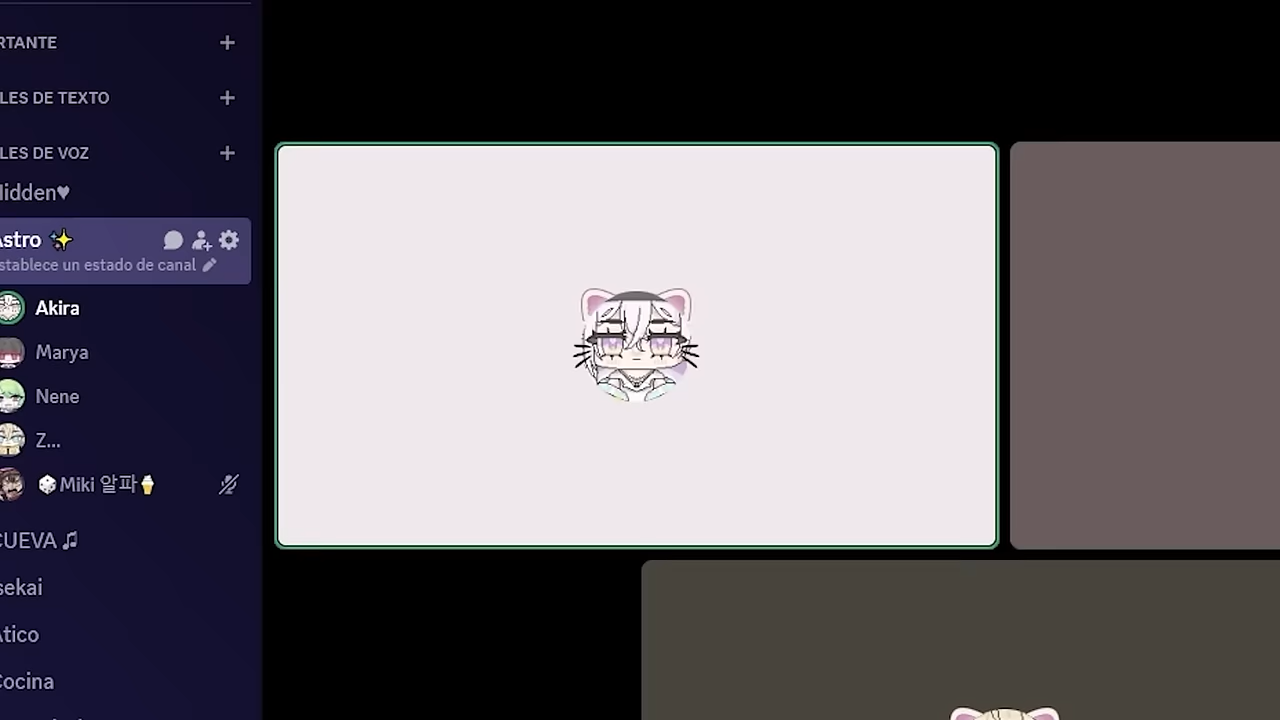 RTANTE
LES DE TEXTO
LES DE VOZ
Hidden♥
Astro ✨
stablece un estado de canal
Akira
Marya
Nene
Z...
🎲Miki 알파🍦
CUEVA ♫
sekai
Atico
Cocina